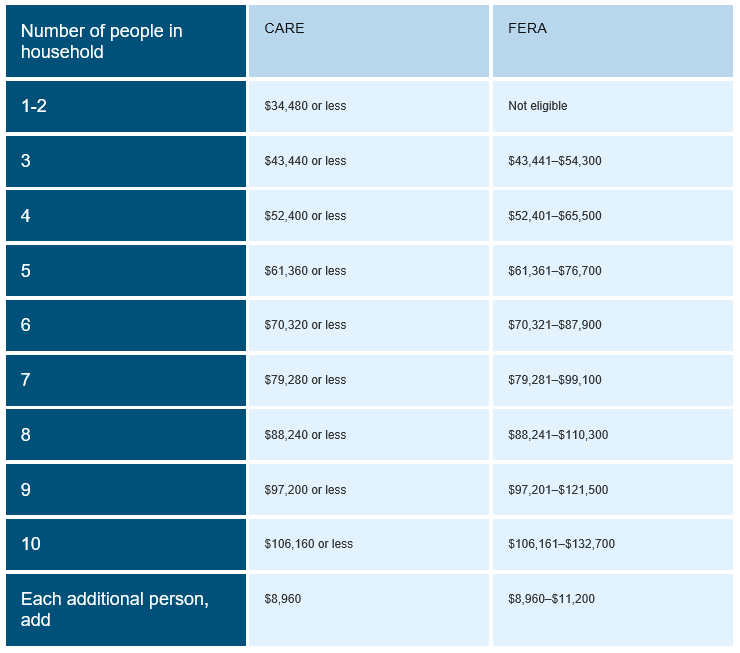 Number of people in
household
CARE
FERA
1-2
$34,480 or less
Not eligible
3
$43,440 or less
$43,441–$54,300
4
$52,400 or less
$52,401–$65,500
5
$61,360 or less
$61,361–$76,700
6
$70,320 or less
$70,321–$87,900
7
$79,280 or less
$79,281–$99,100
8
$88,240 or less
$88,241–$110,300
9
$97,200 or less
$97,201–$121,500
10
$106,160 or less
$106,161–$132,700
Each additional person,
add
$8,960
$8,960–$11,200